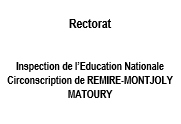 Rectorat
Inspection de l'Education Nationale
Circonscription de REMIRE-MONTJOLY
MATOURY